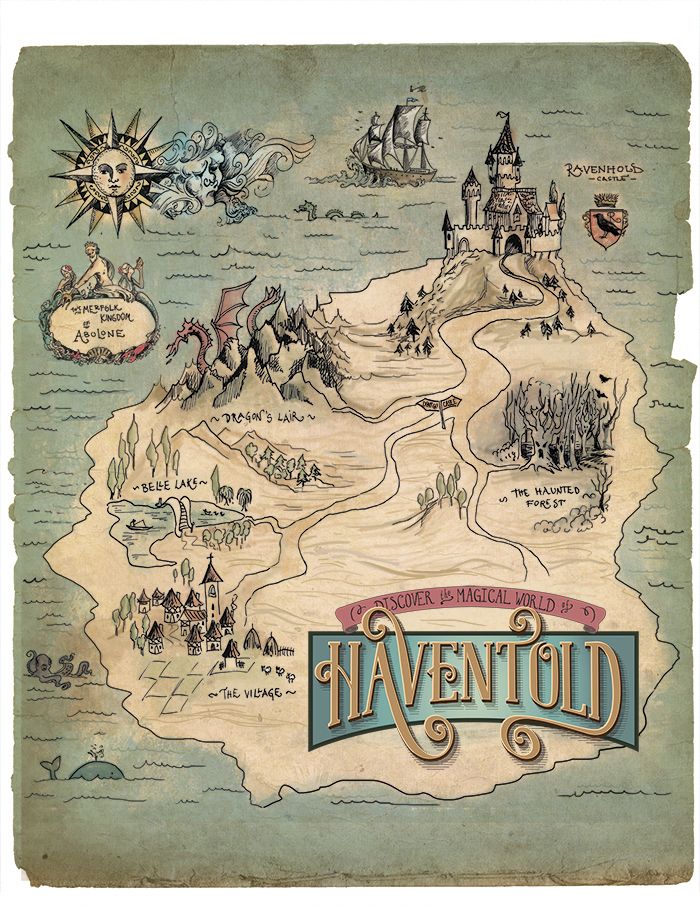 RAVENHOLD
CASTLE
R
THE MERFOLK
KINGDOM
OF
ABOLONE
DRAGON'S LAIR
CASTLE
BELLE LAKE
THE HAUNTED
FOREST
DISCOVER the MAGICAL WORLD of
HAVENTOLD
THE VILLAGE